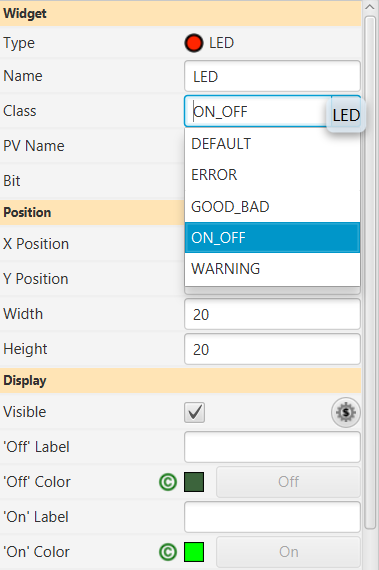 Widget
Type LED
Name LED
Class ON_OFF LED
PV Name DEFAULT
ERROR
Bit GOOD_BAD
Position ON_OFF
X Position WARNING
Y Position
Width 20
Height 20
Display
Visible
'Off' Label
'Off' Color © Off
'On' Label
'On' Color © On